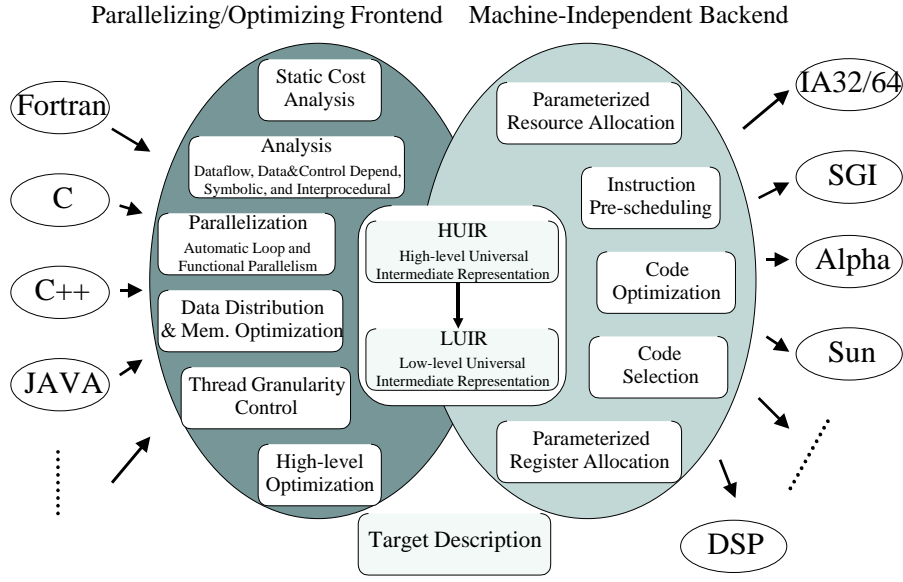 Parallelizing/Optimizing Frontend
Machine-Independent Backend
Fortran
C
C++
JAVA
Static Cost
Analysis
Analysis
Dataflow, Data&Control Depend,
Symbolic, and Interprocedural
Parallelization
Automatic Loop and
Functional Parallelism
Data Distribution
& Mem. Optimization
Thread Granularity
Control
High-level
Optimization
HUIR
High-level Universal
Intermediate Representation
LUIR
Low-level Universal
Intermediate Representation
Target Description
Parameterized
Resource Allocation
Instruction
Pre-scheduling
Code
Optimization
Code
Selection
Parameterized
Register Allocation
IA32/64
SGI
Alpha
Sun
DSP